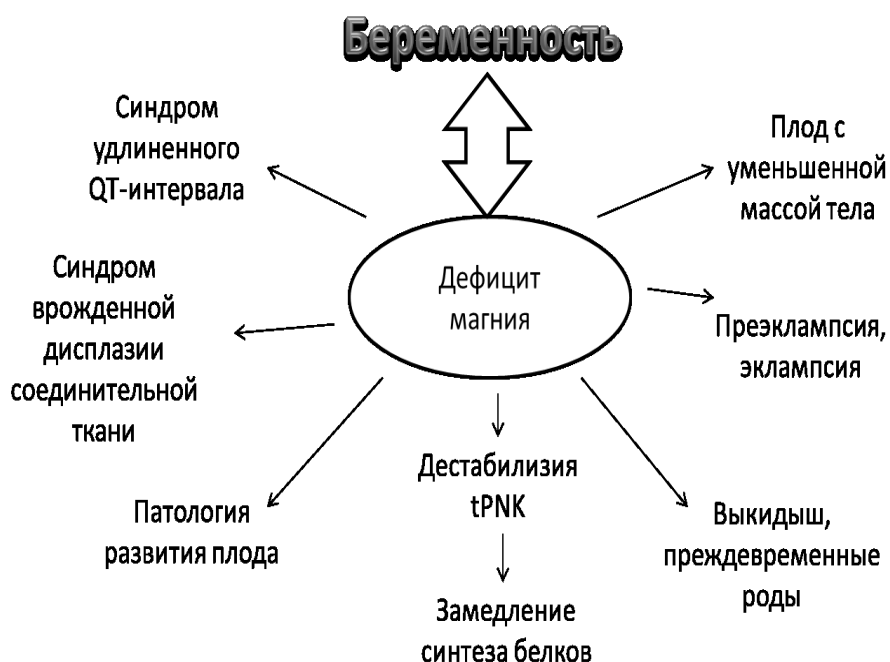 Беременность
Синдром
удлиненного
QT-интервала
Плод с
уменьшенной
массой тела
Дефицит
магния
Синдром
врожденной
дисплазии
соединительной
ткани
Преэклампсия,
эклампсия
Патология
развития плода
Дестабилизия
tPNK
Замедление
синтеза белков
Выкидыш,
преждевременные
роды